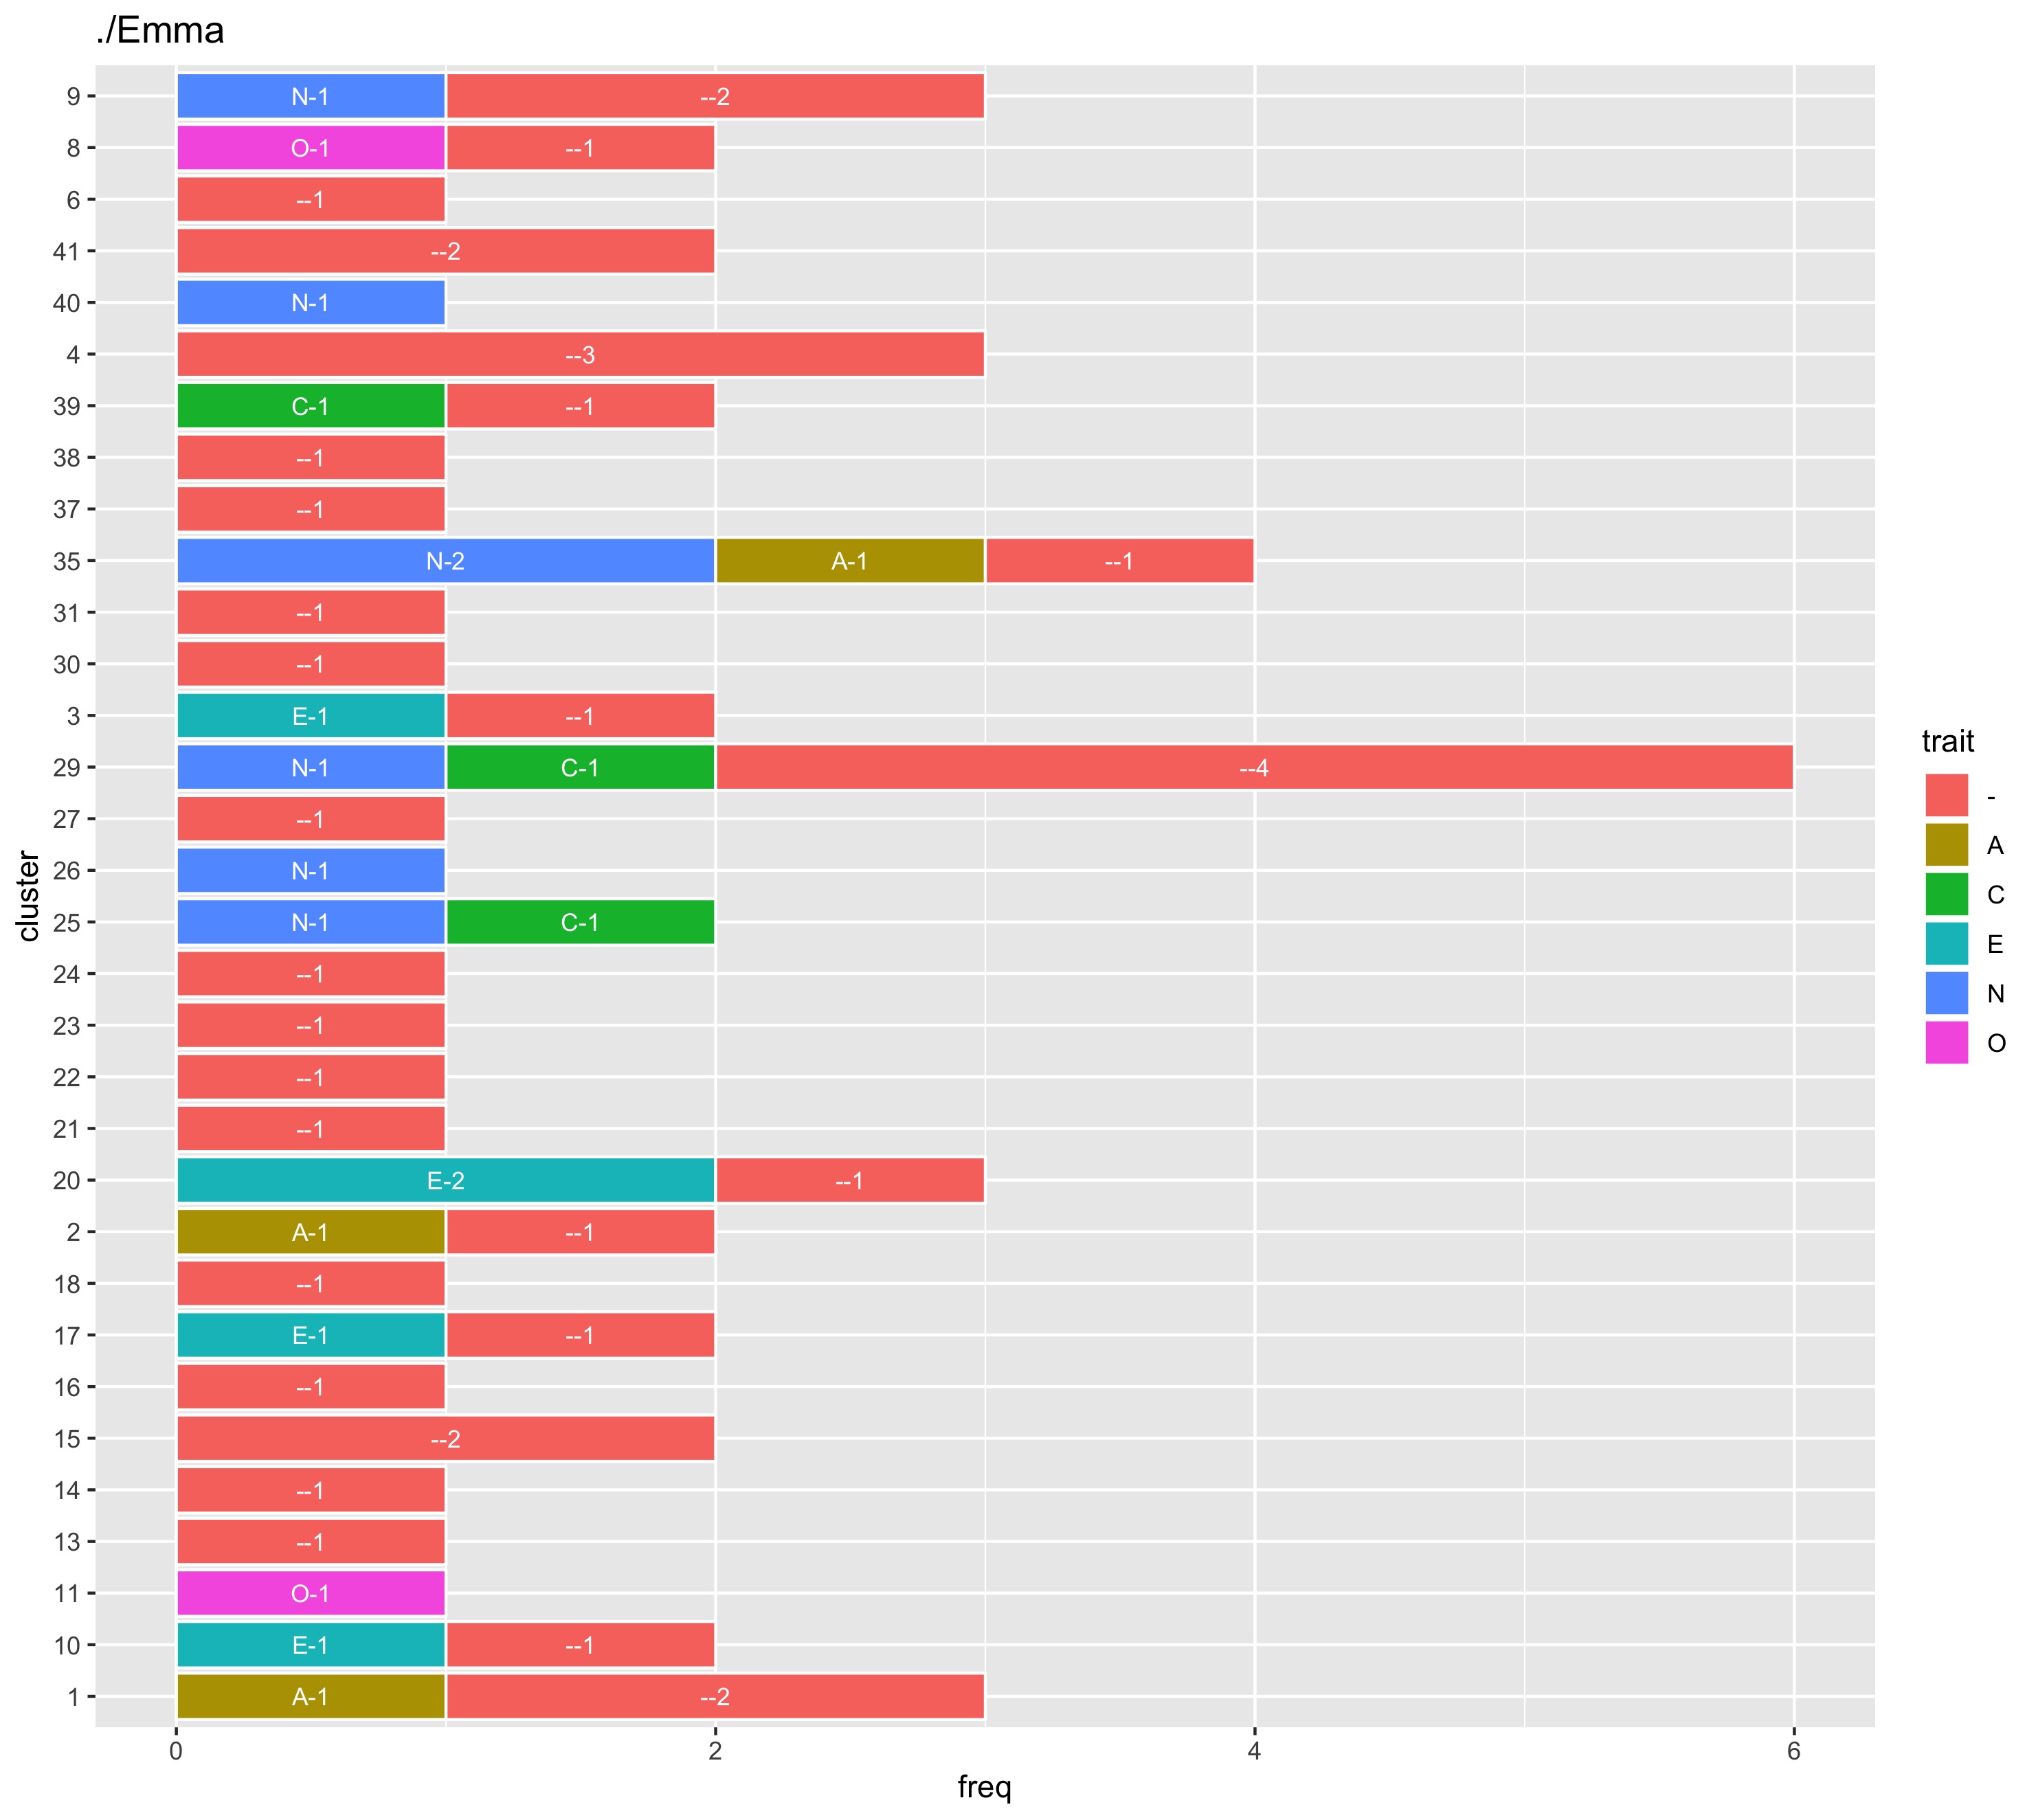 ./Emma
9 N-1 --2
8 O-1 --1
6 --1
41 --2
40 N-1
4 --3
39 C-1 --1
38 --1
37 --1
35 N-2 A-1 --1
31 --1
30 --1
3 E-1 --1
29 N-1 C-1 --4
27 --1
26 N-1
25 N-1 C-1
24 --1
23 --1
22 --1
21 --1
20 E-2 --1
2 A-1 --1
18 --1
17 E-1 --1
16 --1
15 --2
14 --1
13 --1
11 O-1
10 E-1 --1
1 A-1 --2
0 2 4 6
freq
cluster
trait
-
A
C
E
N
O